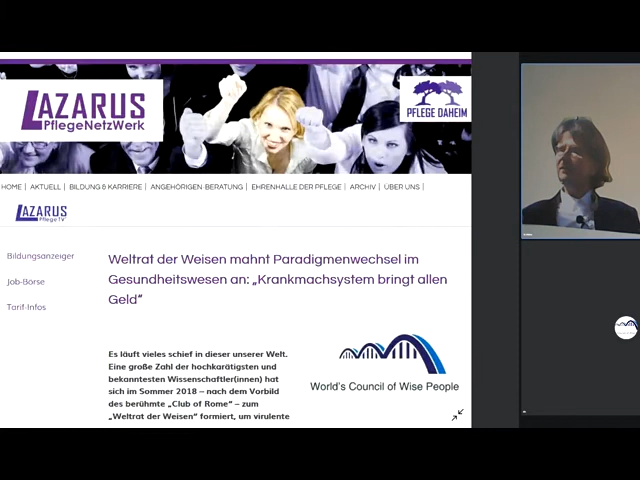 LAZARUS
PflegeNetzWerk
PFLEGE DAHEIM
HOME | AKTUELL | BILDUNG & KARRIERE | ANGEHÖRIGEN-BERATUNG | EHRENHALLE DER PFLEGE | ARCHIV | ÜBER UNS |
LAZARUS
PflegeTV
Bildungsanzeiger
Job-Börse
Tarif-Infos
Weltrat der Weisen mahnt Paradigmenwechsel im
Gesundheitswesen an: „Krankmachsystem bringt allen
Geld“
Es läuft vieles schief in dieser unserer Welt.
Eine große Zahl der hochkarätigsten und
bekanntesten Wissenschaftler(innen) hat
sich im Sommer 2018 – nach dem Vorbild
des berühmte „Club of Rome“ – zum
„Weltrat der Weisen“ formiert, um virulente
World's Council of Wise People